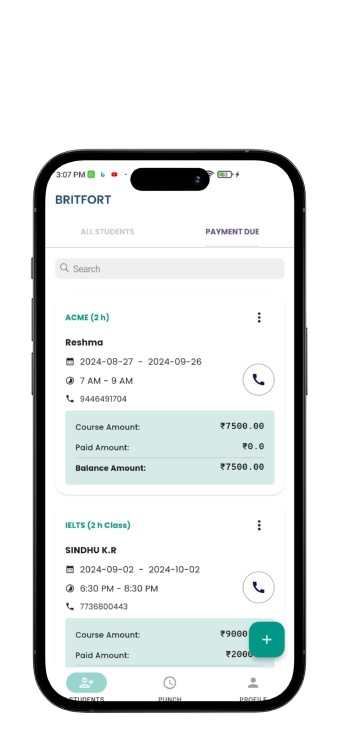 3:07 PM
BRITFORT
ALL STUDENTS PAYMENT DUE
Search
ACME (2 h)
Reshma
2024-08-27 - 2024-09-26
7 AM - 9 AM
9446491704
Course Amount: ₹7500.00
Paid Amount: ₹0.0
Balance Amount: ₹7500.00
IELTS (2 h Class)
SINDHU K.R
2024-09-02 - 2024-10-02
6:30 PM - 8:30 PM
7736800443
Course Amount: ₹9000
Paid Amount: ₹2000
STUDENTS PUNCH PROFILE